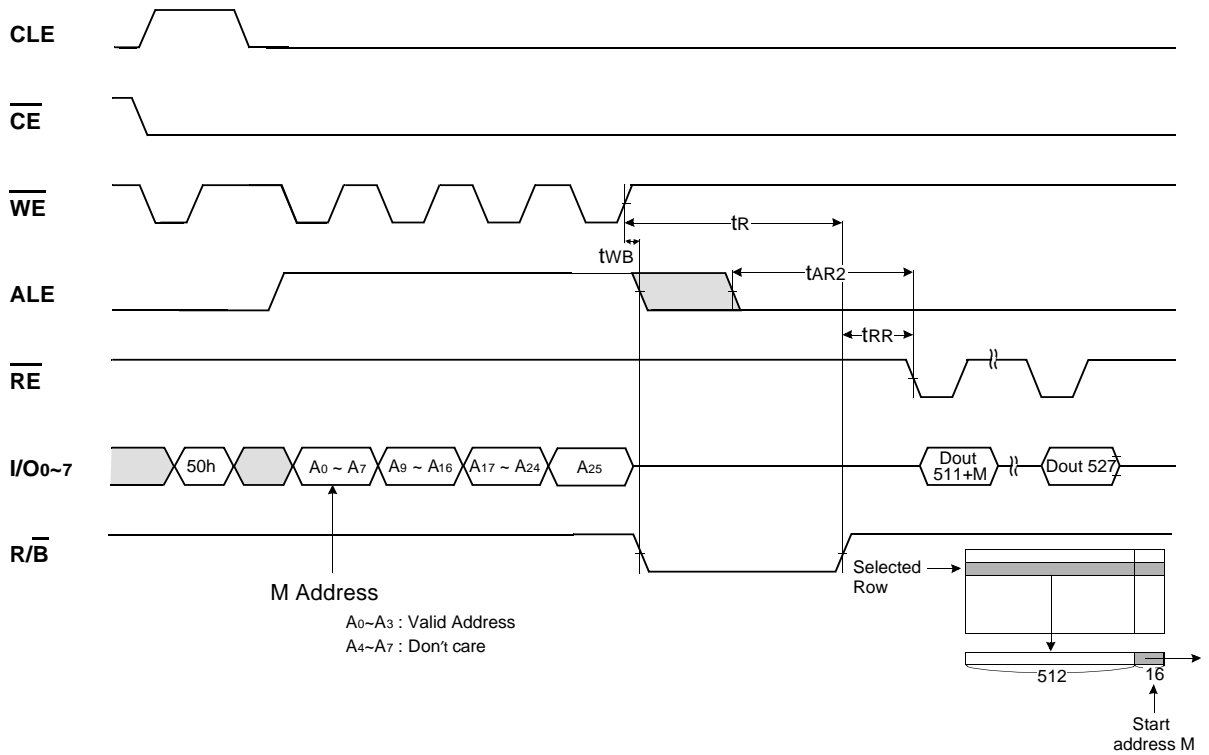 CLE
CE
WE
tR
tWB
ALE
tAR2
tRR
RE
I/O0~7
50h
A0 ~ A7
A9 ~ A16
A17 ~ A24
A25
Dout
511+M
Dout 527
R/B
M Address
A0~A3 : Valid Address
A4~A7 : Don't care
Selected
Row
512
16
Start
address M